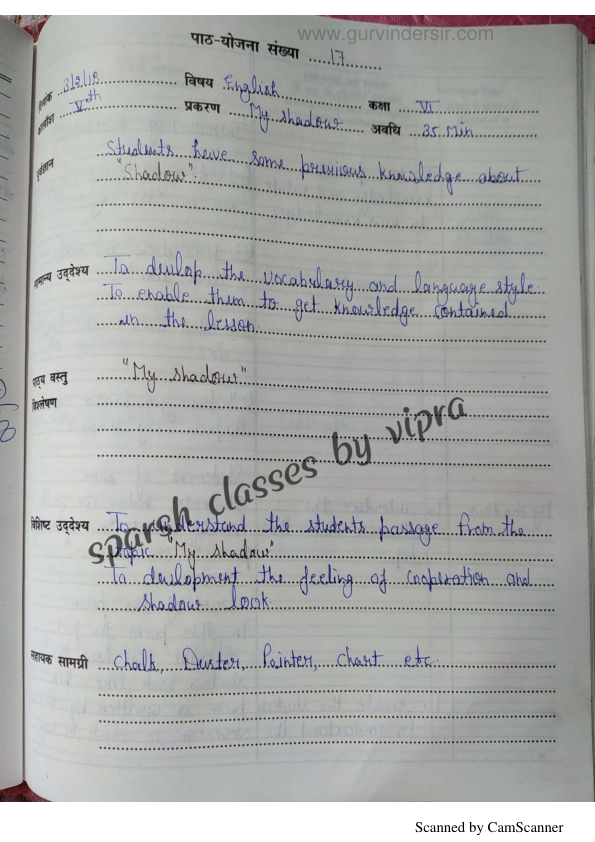 www.gurvindersir.com
पाठ-योजना संख्या .....17.........
दिनांक 3/9/18 विषय English कक्षा VI
कालांश Vth प्रकरण My shadow अवधि 35 Min
पूर्वज्ञान Students have some previous knowledge about
"Shadow"
सामान्य उद्देश्य To devlop the vocabulary and language style.
To enable them to get knowledge contained
in the lesson.
पाठ्य वस्तु "My shadow"
विश्लेषण
sparsh classes by vipra
विशिष्ट उद्देश्य To understand the students passage from the
topic "My shadow"
To development the feeling of cooperation and
shadow look.
सहायक सामग्री Chalk, Duster, Pointer, Chart etc.
Scanned by CamScanner